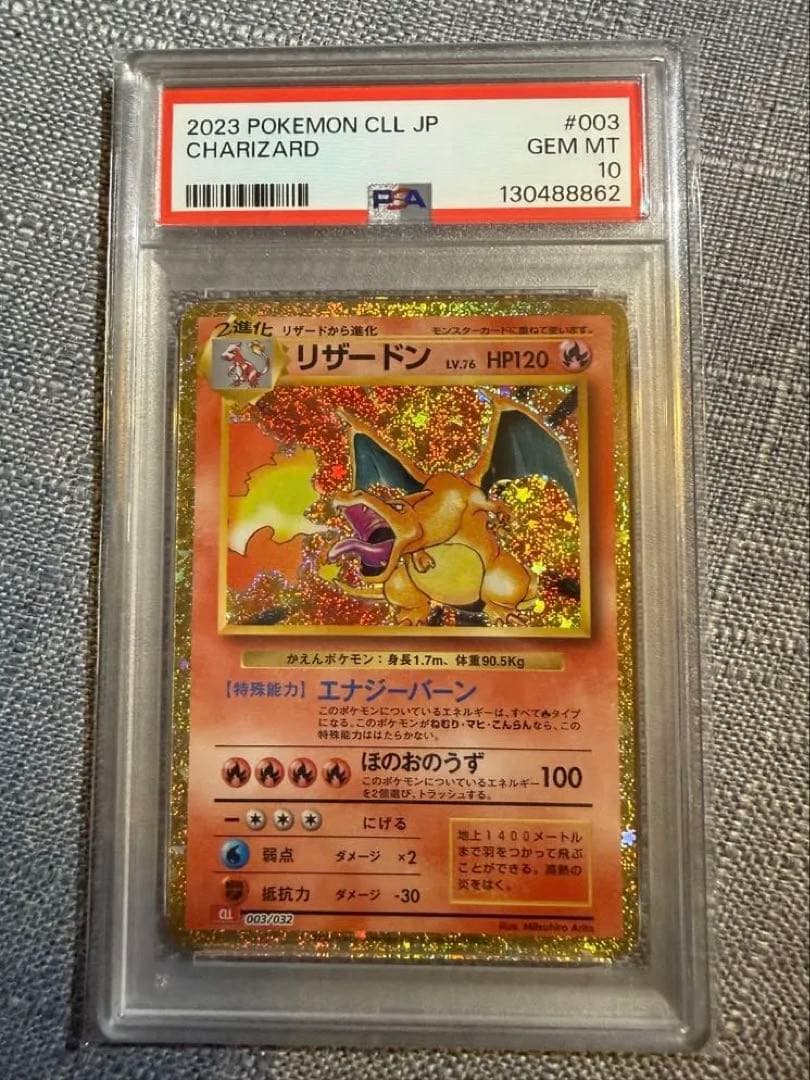 2023 POKEMON CLL JP #003
CHARIZARD GEM MT
10
PSA 130488862
2進化 リザードから進化 モンスターカードに重ねて使います。
リザードン LV.76 HP120
かえんポケモン：身長1.7m、体重90.5Kg
【特殊能力】エナジーバーン
このポケモンについているエネルギーは、すべて🔥タイプ
になる。このポケモンがねむり・マヒ・こんらんなら、この
特殊能力ははたらかない。
ほのおのうず 100
このポケモンについているエネルギー
を2個選び、トラッシュする。
にげる
弱点 ダメージ ×2
抵抗力 ダメージ -30
地上1400メートル
まで羽をつかって飛ぶ
ことができる。高熱の
炎をはく。
CLL 003/032
Illus. Mitsuhiro Arita